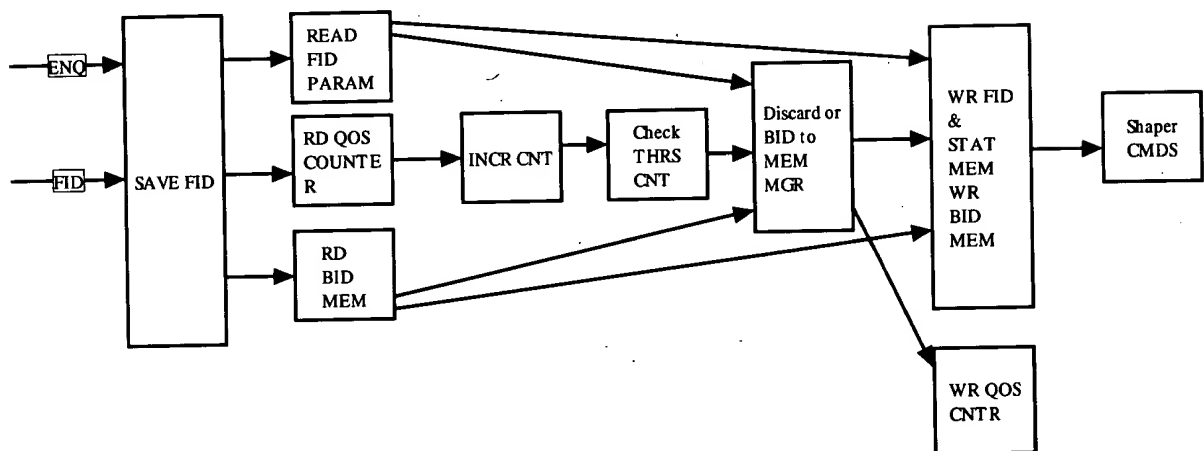 ENQ
FID
SAVE FID
READ
FID
PARAM
RD QOS
COUNTE
R
RD
BID
MEM
INCR CNT
Check
THRS
CNT
Discard or
BID to
MEM
MGR
WR FID
&
STAT
MEM
WR
BID
MEM
WR QOS
CNTR
Shaper
CMDS